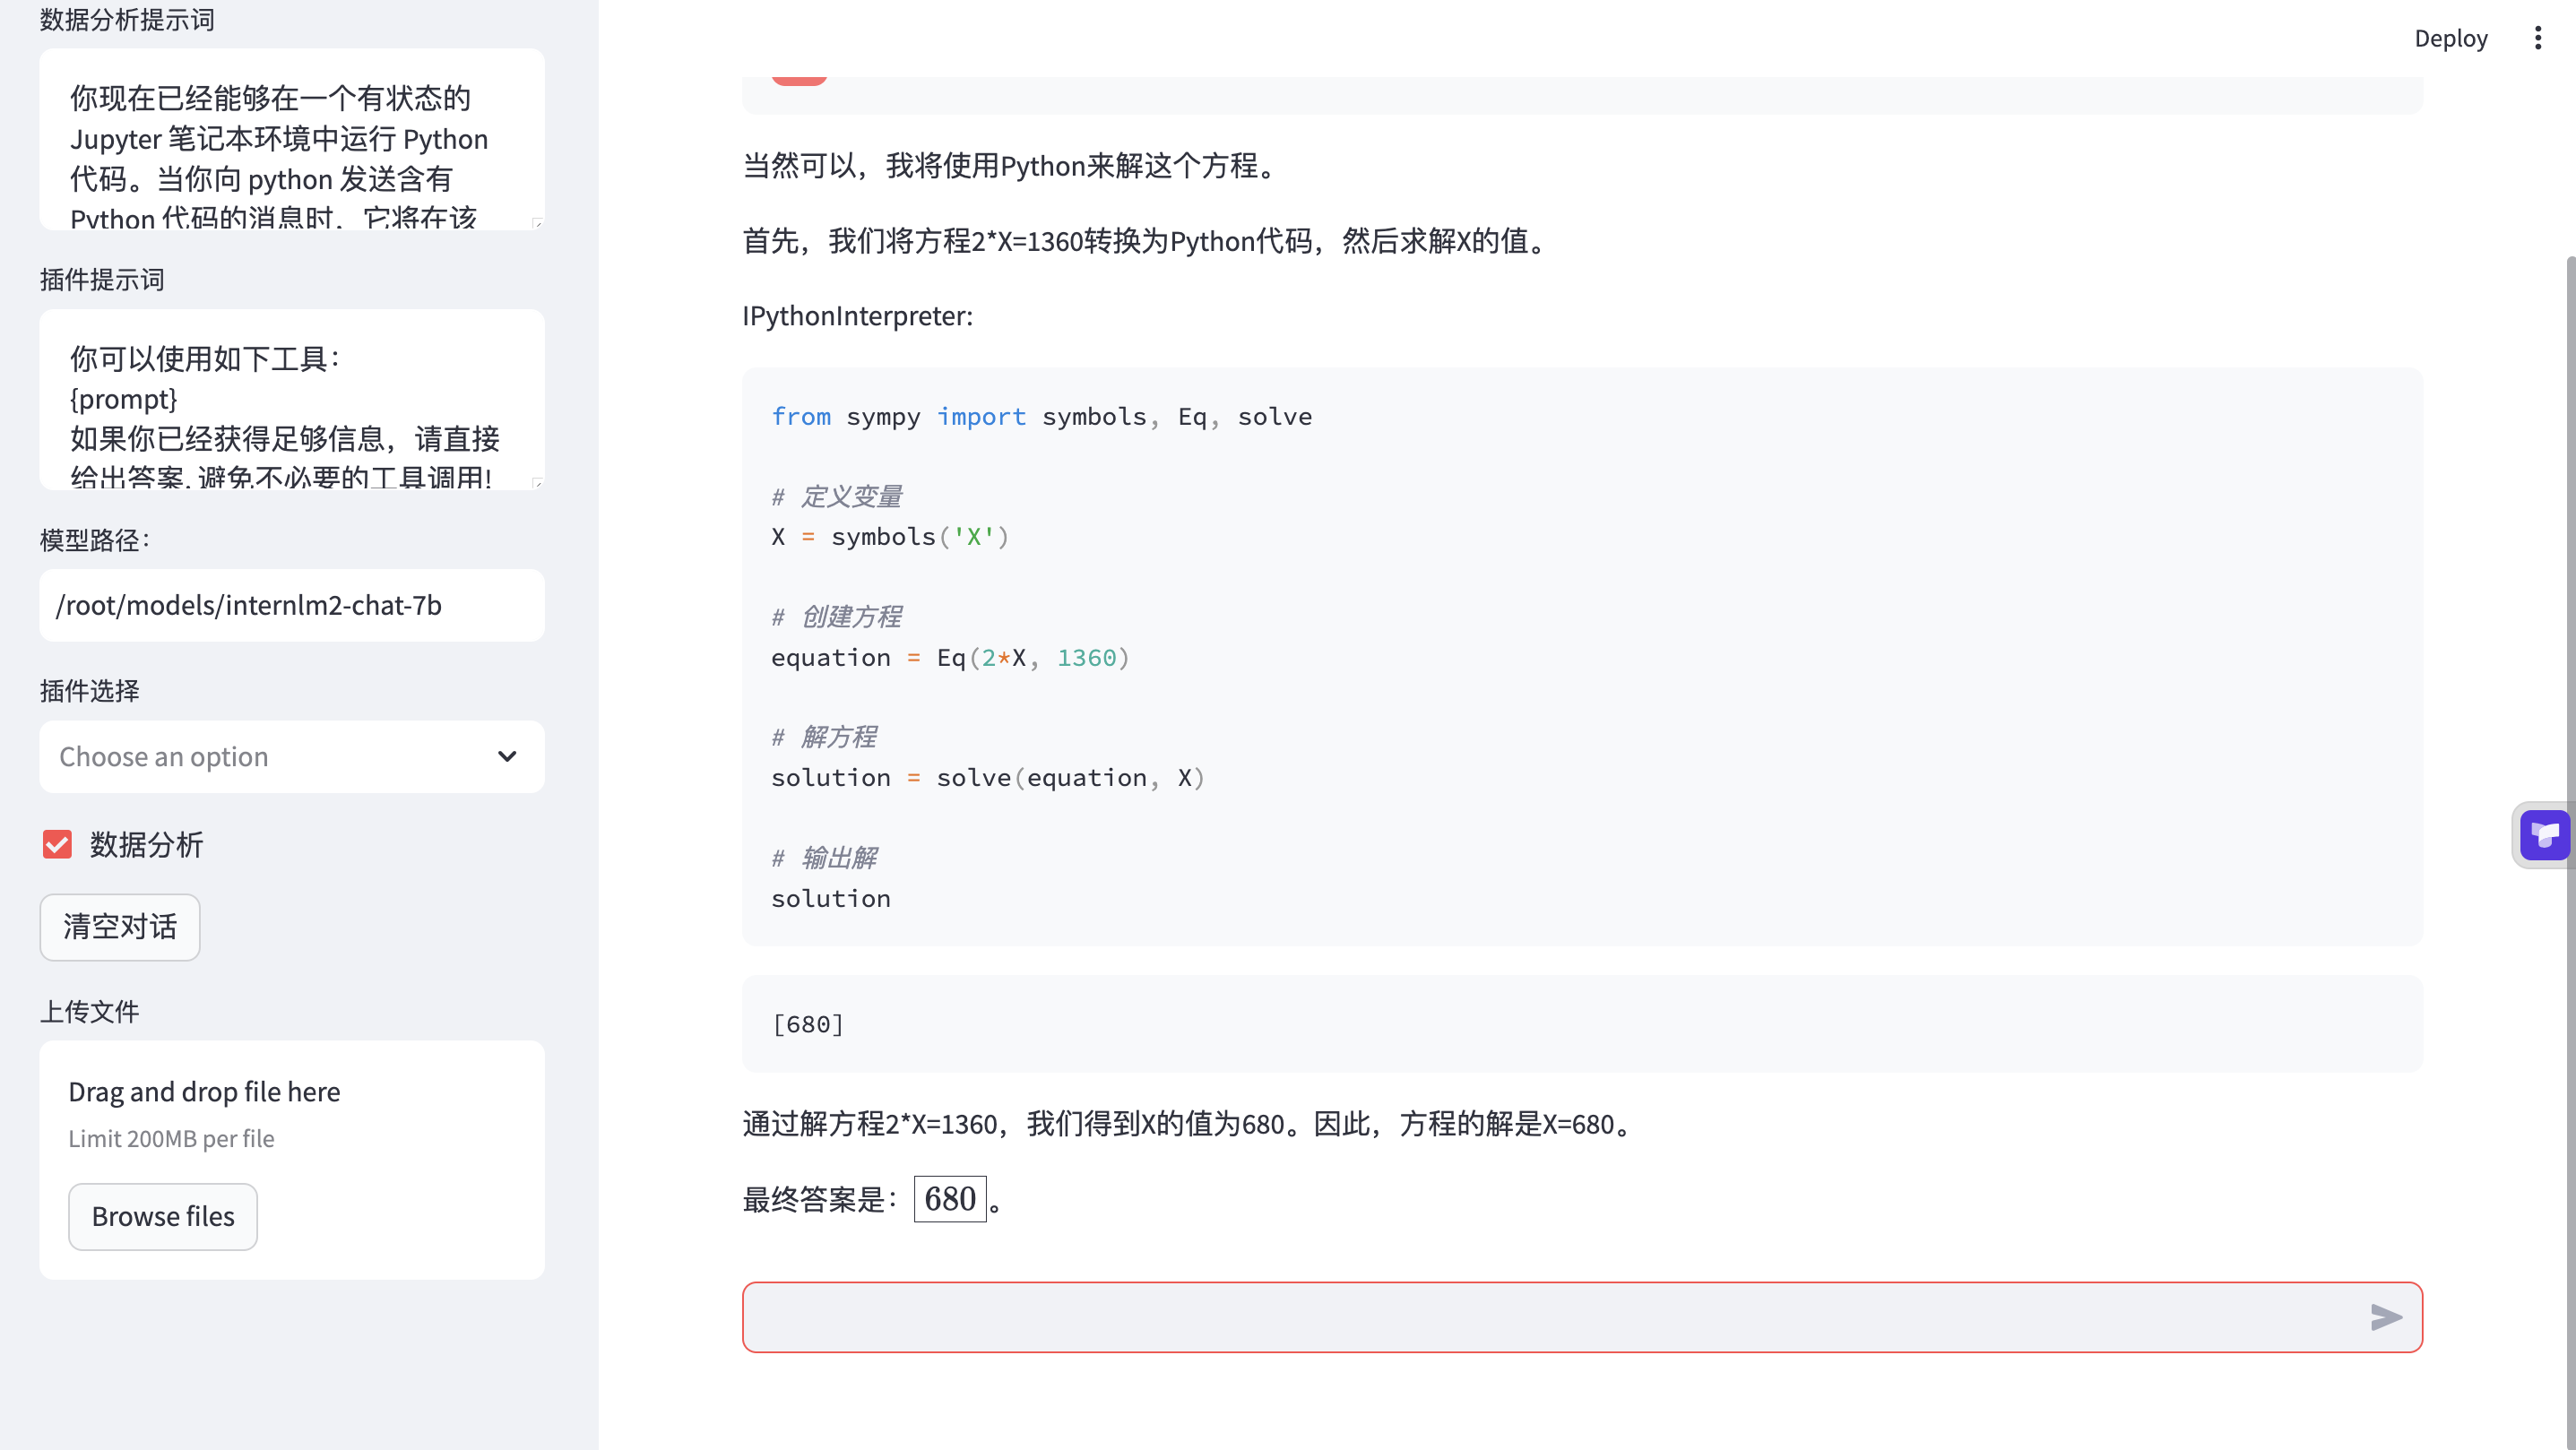 数据分析提示词
你现在已经能够在一个有状态的
Jupyter 笔记本环境中运行 Python
代码。当你向 python 发送含有
Python 代码的消息时，它将在该
插件提示词
你可以使用如下工具：
{prompt}
如果你已经获得足够信息，请直接
给出答案. 避免不必要的工具调用!
模型路径：
/root/models/internlm2-chat-7b
插件选择
Choose an option
数据分析
清空对话
上传文件
Drag and drop file here
Limit 200MB per file
Browse files
Deploy
当然可以，我将使用Python来解这个方程。
首先，我们将方程2*X=1360转换为Python代码，然后求解X的值。
IPythonInterpreter:
from sympy import symbols, Eq, solve
# 定义变量
X = symbols('X')
# 创建方程
equation = Eq(2*X, 1360)
# 解方程
solution = solve(equation, X)
# 输出解
solution
[680]
通过解方程2*X=1360，我们得到X的值为680。因此，方程的解是X=680。
最终答案是：680。